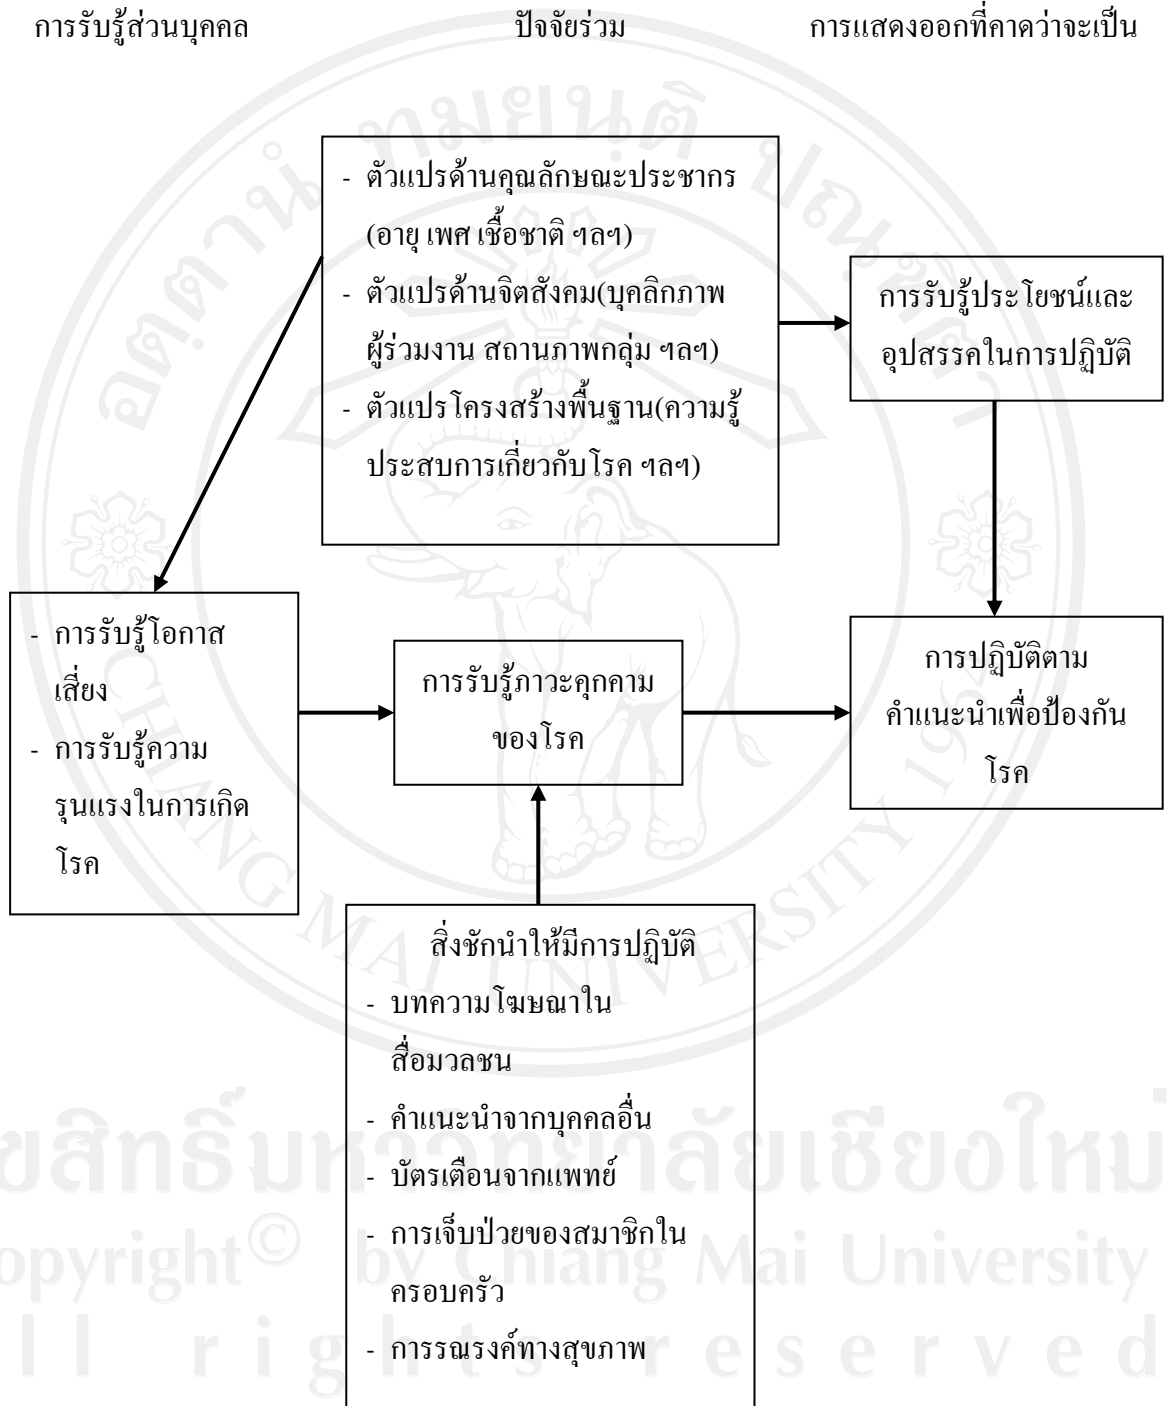 การรับรู้ส่วนบุคคล
ปัจจัยร่วม
การแสดงออกที่คาดว่าจะเป็น
- ตัวแปรด้านคุณลักษณะประชากร
(อายุ เพศ เชื้อชาติ ฯลฯ)
- ตัวแปรด้านจิตสังคม(บุคลิกภาพ
ผู้ร่วมงาน สถานภาพกลุ่ม ฯลฯ)
- ตัวแปรโครงสร้างพื้นฐาน(ความรู้
ประสบการเกี่ยวกับโรค ฯลฯ)
การรับรู้ประโยชน์และ
อุปสรรคในการปฏิบัติ
- การรับรู้โอกาส
เสี่ยง
- การรับรู้ความ
รุนแรงในการเกิด
โรค
การรับรู้ภาวะคุกคาม
ของโรค
การปฏิบัติตาม
คำแนะนำเพื่อป้องกัน
โรค
สิ่งชักนำให้มีการปฏิบัติ
- บทความโฆษณาใน
สื่อมวลชน
- คำแนะนำจากบุคคลอื่น
- บัตรเตือนจากแพทย์
- การเจ็บป่วยของสมาชิกใน
ครอบครัว
- การรณรงค์ทางสุขภาพ
อตฺตานํ ทมยนฺติ ปณฺฑิตา
CHIANG MAI UNIVERSITY 1964
ขสิทธิ์มหาวิทยาลัยเชียงใหม่
opyright© by Chiang Mai University
ll rights reserved